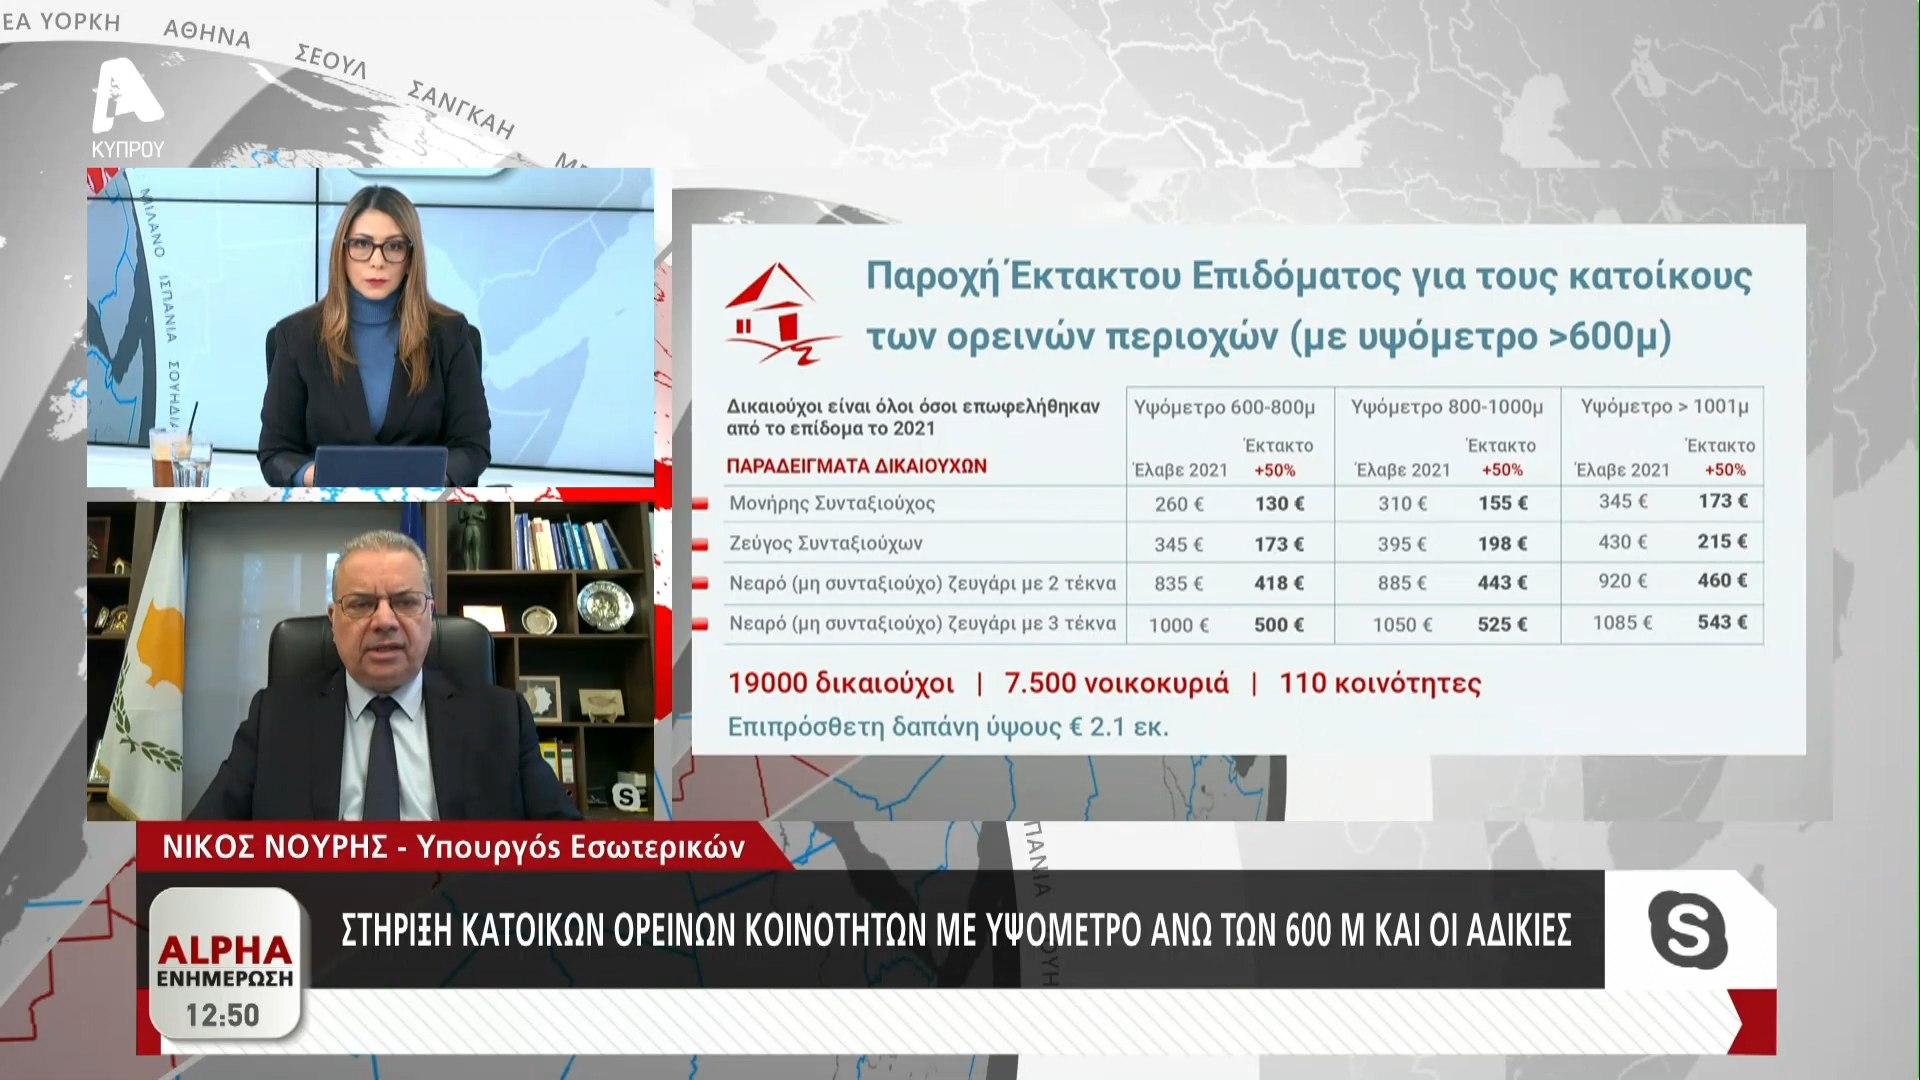 ΕΑ ΥΟΡΚΗ
ΑΘΗΝΑ
ΣΕΟΥΛ
ΣΑΝΓΚΑΗ
ΚΥΠΡΟΥ
ΜΙΛΑΝΟ
ΙΣΠΑΝΙΑ
ΣΟΥΗΔΙΑ
Παροχή Έκτακτου Επιδόματος για τους κατοίκους
των ορεινών περιοχών (με υψόμετρο >600μ)
Δικαιούχοι είναι όλοι όσοι επωφελήθηκαν
από το επίδομα το 2021
ΠΑΡΑΔΕΙΓΜΑΤΑ ΔΙΚΑΙΟΥΧΩΝ
Υψόμετρο 600-800μ Υψόμετρο 800-1000μ Υψόμετρο > 1001μ
Έλαβε 2021 Έκτακτο +50% Έλαβε 2021 Έκτακτο +50% Έλαβε 2021 Έκτακτο +50%
Μονήρης Συνταξιούχος 260 € 130 € 310 € 155 € 345 € 173 €
Ζεύγος Συνταξιούχων 345 € 173 € 395 € 198 € 430 € 215 €
Νεαρό (μη συνταξιούχο) ζευγάρι με 2 τέκνα 835 € 418 € 885 € 443 € 920 € 460 €
Νεαρό (μη συνταξιούχο) ζευγάρι με 3 τέκνα 1000 € 500 € 1050 € 525 € 1085 € 543 €
19000 δικαιούχοι | 7.500 νοικοκυριά | 110 κοινότητες
Επιπρόσθετη δαπάνη ύψους € 2.1 εκ.
ΝΙΚΟΣ ΝΟΥΡΗΣ - Υπουργός Εσωτερικών
ΣΤΗΡΙΞΗ ΚΑΤΟΙΚΩΝ ΟΡΕΙΝΩΝ ΚΟΙΝΟΤΗΤΩΝ ΜΕ ΥΨΟΜΕΤΡΟ ΑΝΩ ΤΩΝ 600 Μ ΚΑΙ ΟΙ ΑΔΙΚΙΕΣ
ALPHA
ΕΝΗΜΕΡΩΣΗ
12:50